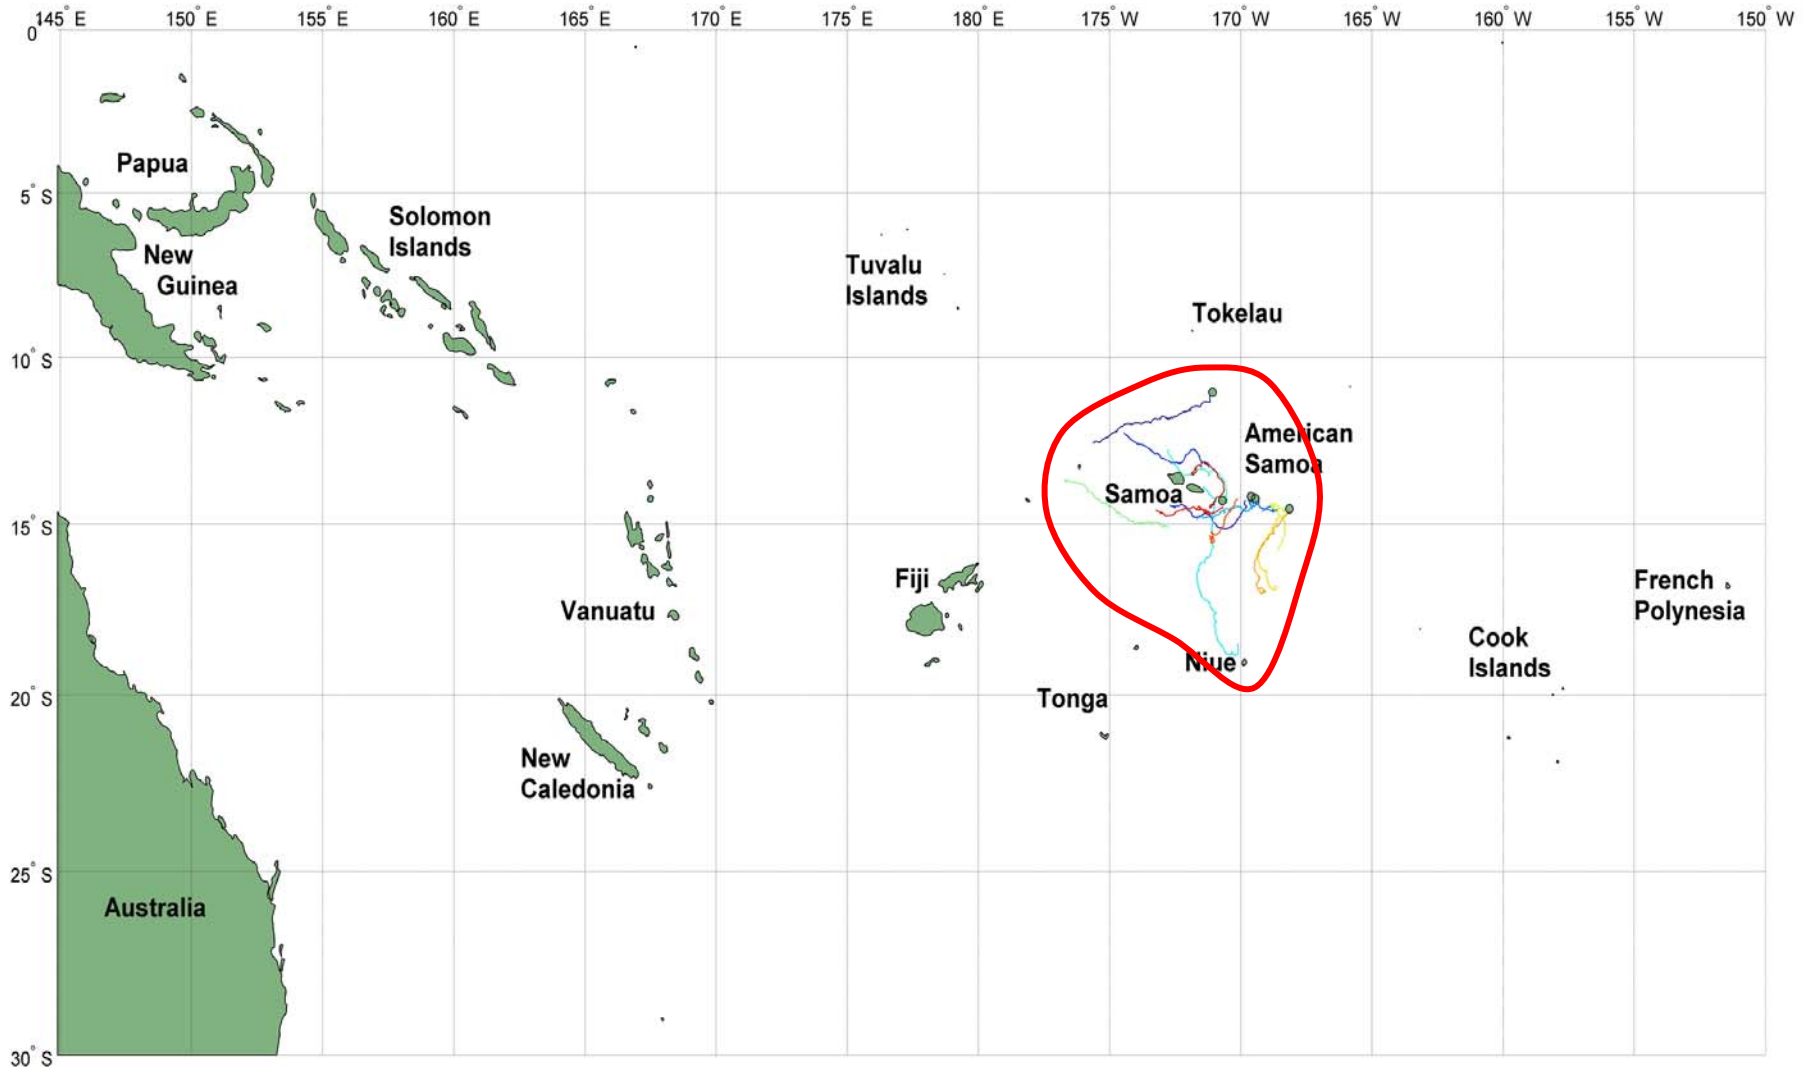 145° E 150° E 155° E 160° E 165° E 170° E 175° E 180° E 175° W 170° W 165° W 160° W 155° W 150° W
0°
Papua
5° S
Solomon
Islands
New
Guinea
Tuvalu
Islands
Tokelau
10° S
American
Samoa
Samoa
15° S
Fiji
French
Polynesia
Vanuatu
Cook
Islands
Niue
20° S
Tonga
New
Caledonia
25° S
Australia
30° S